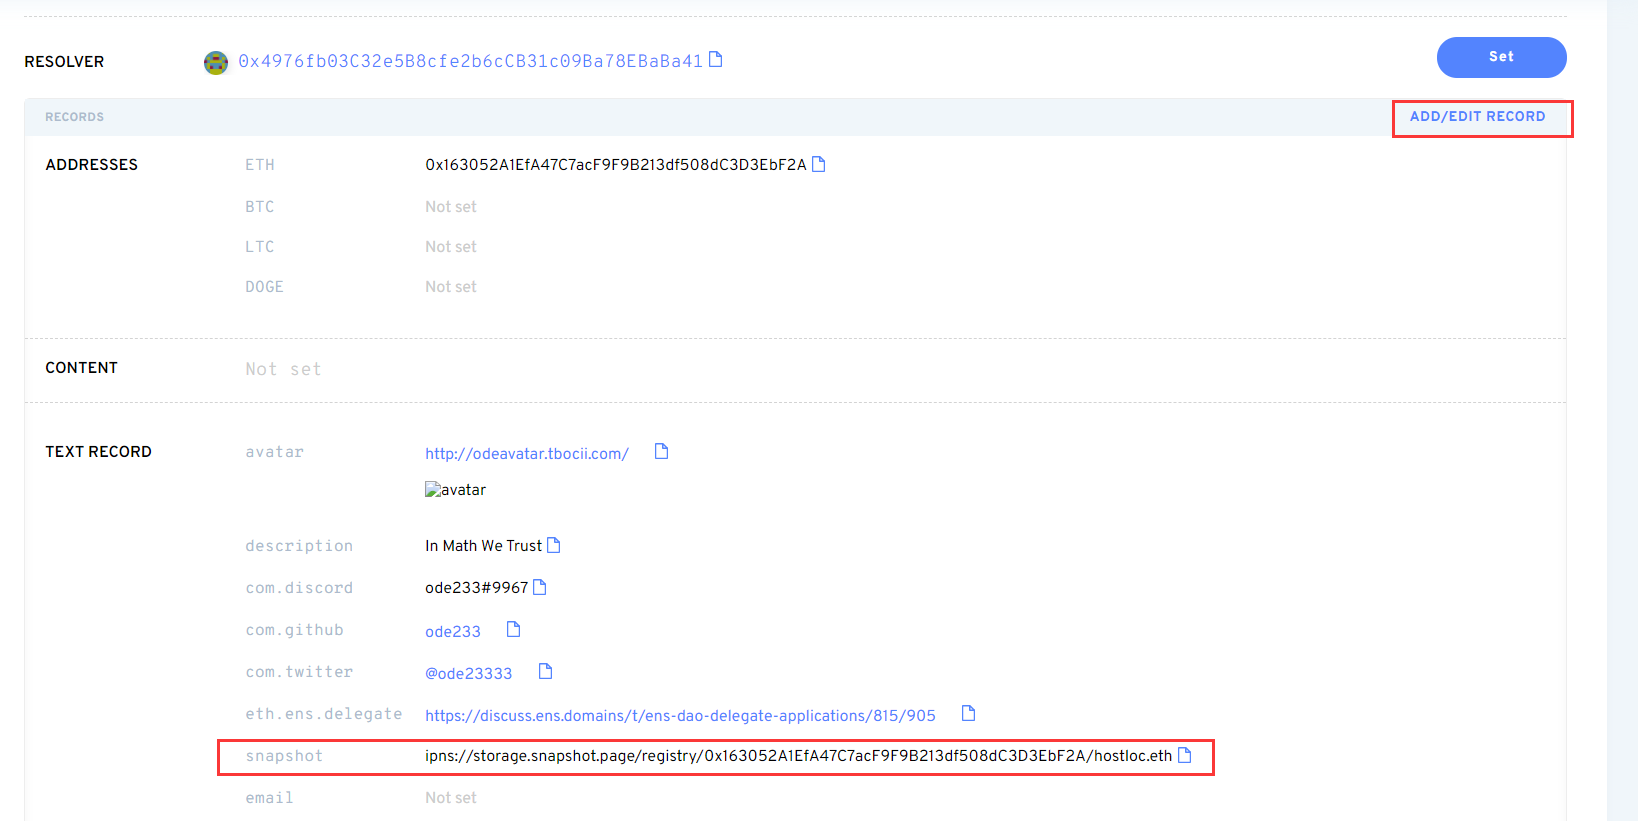 RESOLVER 0x4976fb03C32e5B8cfe2b6cCB31c09Ba78EBaBa41 Set
RECORDS ADD/EDIT RECORD
ADDRESSES ETH 0x163052A1EfA47C7acF9F9B213df508dC3D3EbF2A
BTC Not set
LTC Not set
DOGE Not set
CONTENT Not set
TEXT RECORD avatar http://odeavatar.tbocii.com/
avatar
description In Math We Trust
com.discord ode233#9967
com.github ode233
com.twitter @ode23333
eth.ens.delegate https://discuss.ens.domains/t/ens-dao-delegate-applications/815/905
snapshot ipns://storage.snapshot.page/registry/0x163052A1EfA47C7acF9F9B213df508dC3D3EbF2A/hostloc.eth
email Not set